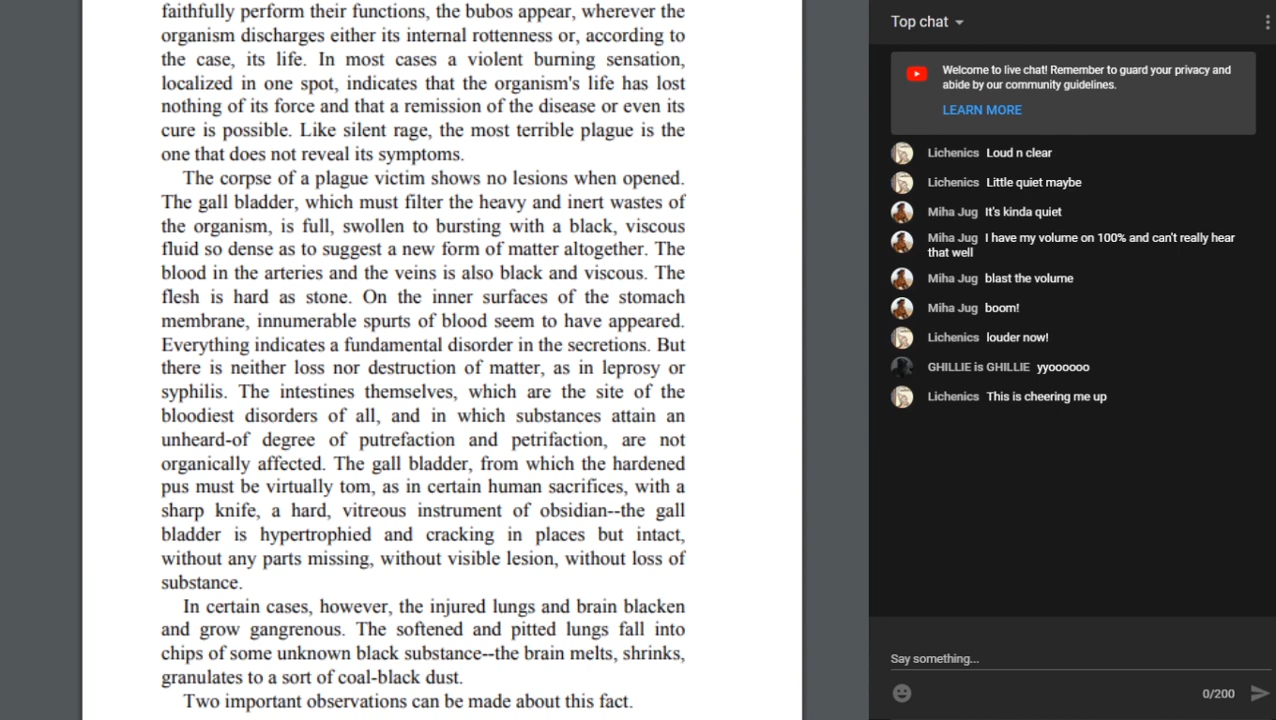 faithfully perform their functions, the bubos appear, wherever the
organism discharges either its internal rottenness or, according to
the case, its life. In most cases a violent burning sensation,
localized in one spot, indicates that the organism's life has lost
nothing of its force and that a remission of the disease or even its
cure is possible. Like silent rage, the most terrible plague is the
one that does not reveal its symptoms.
The corpse of a plague victim shows no lesions when opened.
The gall bladder, which must filter the heavy and inert wastes of
the organism, is full, swollen to bursting with a black, viscous
fluid so dense as to suggest a new form of matter altogether. The
blood in the arteries and the veins is also black and viscous. The
flesh is hard as stone. On the inner surfaces of the stomach
membrane, innumerable spurts of blood seem to have appeared.
Everything indicates a fundamental disorder in the secretions. But
there is neither loss nor destruction of matter, as in leprosy or
syphilis. The intestines themselves, which are the site of the
bloodiest disorders of all, and in which substances attain an
unheard-of degree of putrefaction and petrifaction, are not
organically affected. The gall bladder, from which the hardened
pus must be virtually tom, as in certain human sacrifices, with a
sharp knife, a hard, vitreous instrument of obsidian--the gall
bladder is hypertrophied and cracking in places but intact,
without any parts missing, without visible lesion, without loss of
substance.
In certain cases, however, the injured lungs and brain blacken
and grow gangrenous. The softened and pitted lungs fall into
chips of some unknown black substance--the brain melts, shrinks,
granulates to a sort of coal-black dust.
Two important observations can be made about this fact.
Top chat
Welcome to live chat! Remember to guard your privacy and
abide by our community guidelines.
LEARN MORE
Lichenics Loud n clear
Lichenics Little quiet maybe
Miha Jug It's kinda quiet
Miha Jug I have my volume on 100% and can't really hear
that well
Miha Jug blast the volume
Miha Jug boom!
Lichenics louder now!
GHILLIE is GHILLIE yyoooooo
Lichenics This is cheering me up
Say something...
0/200